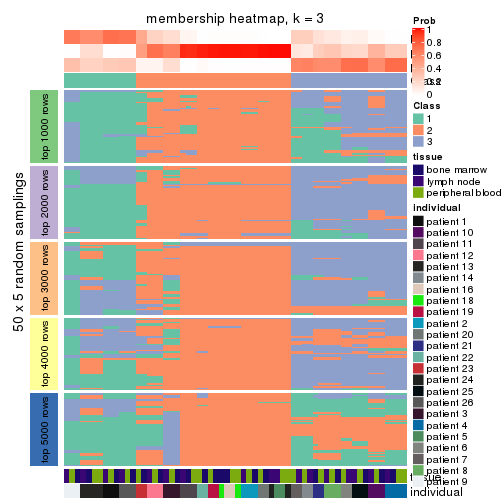 membership heatmap, k = 3
50 x 5 random samplings
top 1000 rows
top 2000 rows
top 3000 rows
top 4000 rows
top 5000 rows
Prob
1
0.8
0.6
0.4
0.2
0
Class
1
2
3
tissue
bone marrow
lymph node
peripheral blood
individual
patient 1
patient 10
patient 11
patient 12
patient 13
patient 14
patient 16
patient 18
patient 19
patient 2
patient 20
patient 21
patient 22
patient 23
patient 24
patient 25
patient 26
patient 3
patient 4
patient 5
patient 6
patient 7
patient 8
patient 9
individual